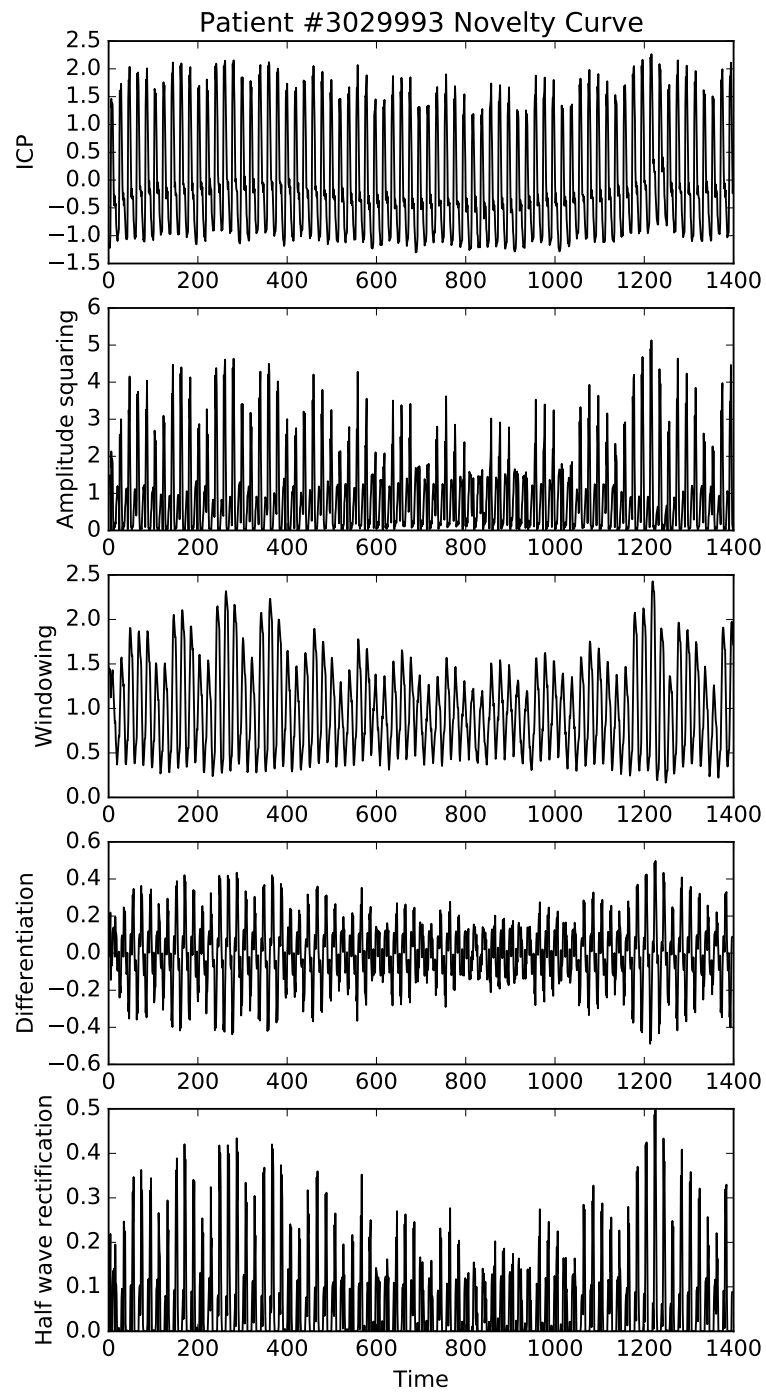 Patient #3029993 Novelty Curve
2.5
2.0
1.5
1.0
0.5
0.0
−0.5
−1.0
−1.5
ICP
0 200 400 600 800 1000 1200 1400
6
5
4
3
2
1
0
Amplitude squaring
0 200 400 600 800 1000 1200 1400
2.5
2.0
1.5
1.0
0.5
0.0
Windowing
0 200 400 600 800 1000 1200 1400
0.6
0.4
0.2
0.0
−0.2
−0.4
−0.6
Differentiation
0 200 400 600 800 1000 1200 1400
0.5
0.4
0.3
0.2
0.1
0.0
Half wave rectification
0 200 400 600 800 1000 1200 1400
Time